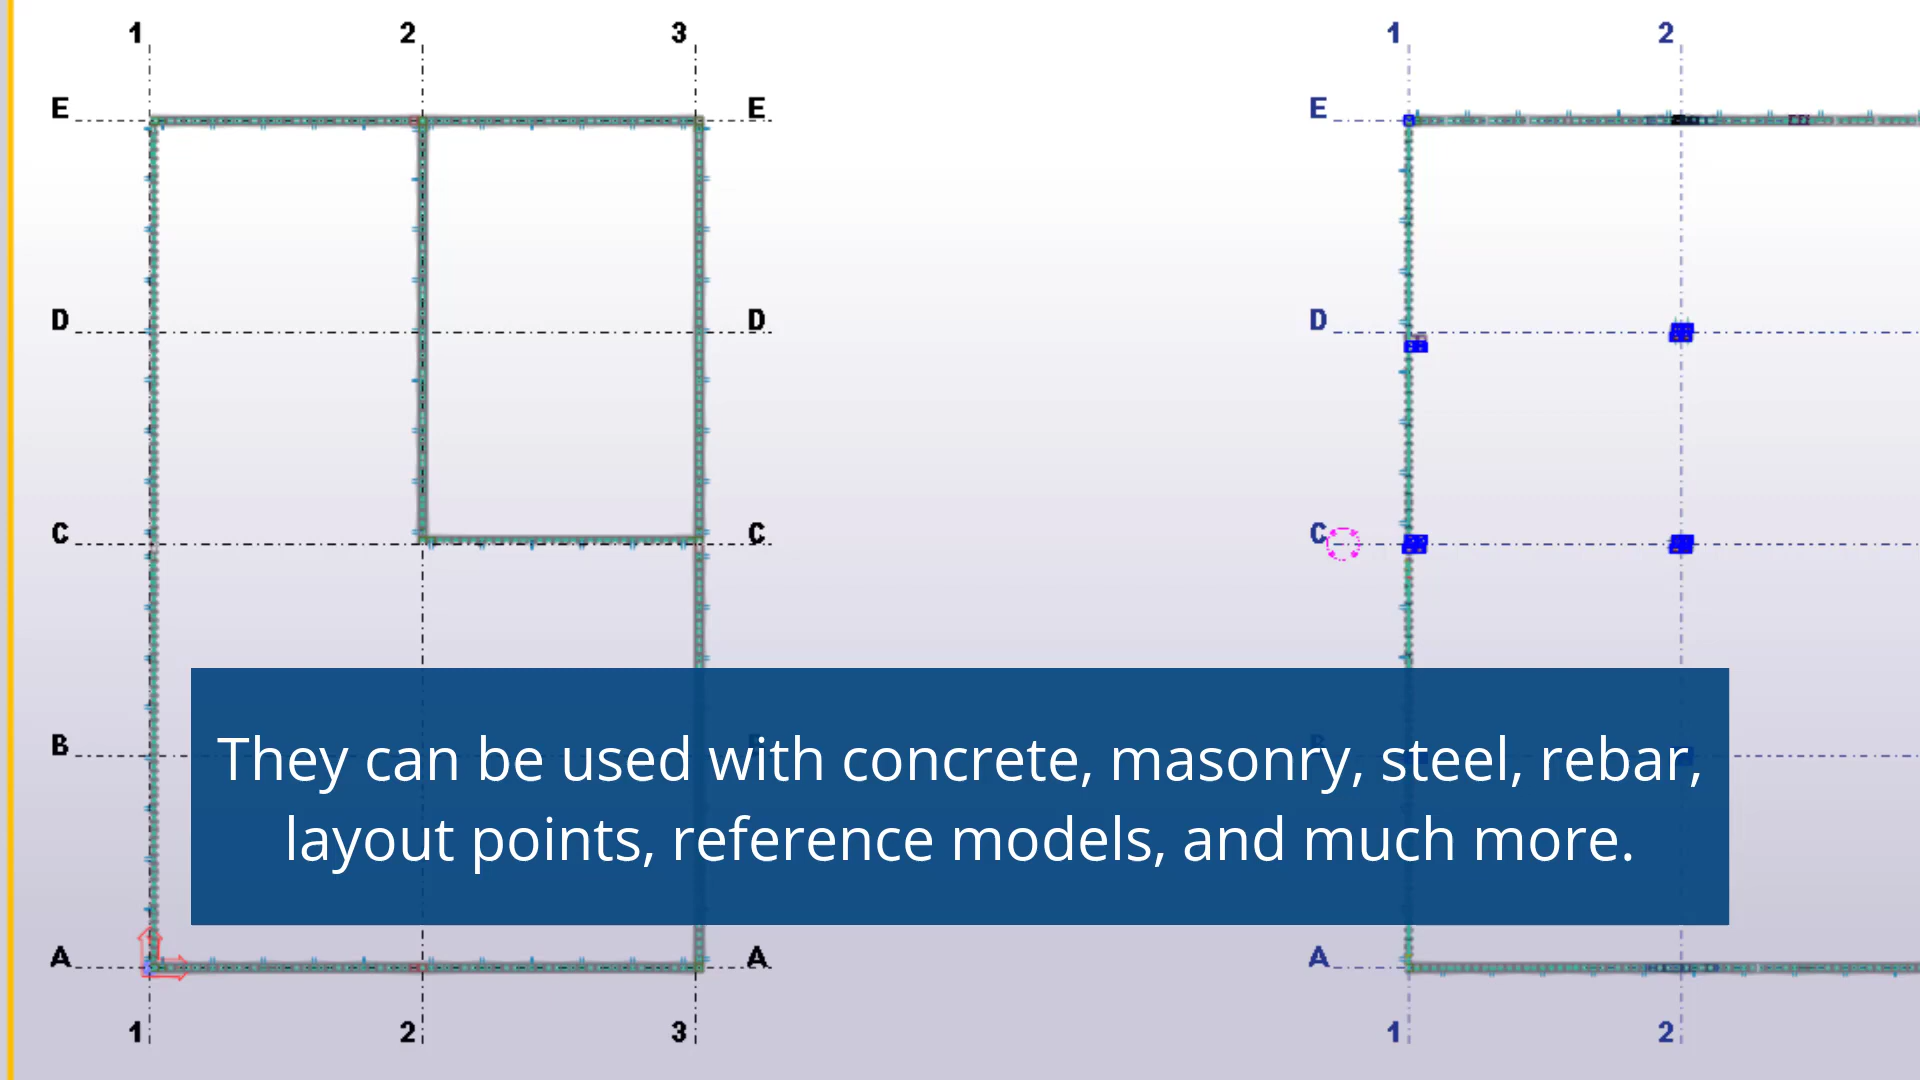 1 2 3 1 2
E E E
D D D
C C C
B
They can be used with concrete, masonry, steel, rebar,
layout points, reference models, and much more.
A A A
1 2 3 1 2